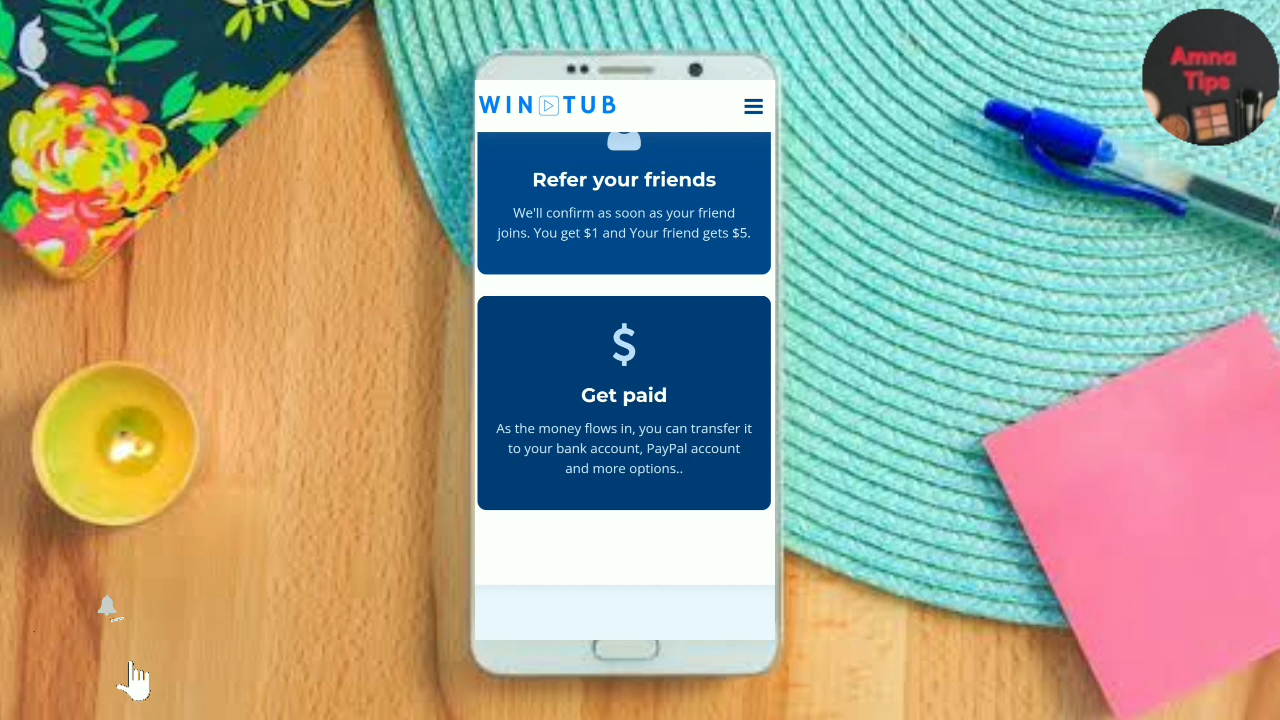 Amna
Tips
WIN TUB
Refer your friends
We'll confirm as soon as your friend
joins. You get $1 and Your friend gets $5.
$
Get paid
As the money flows in, you can transfer it
to your bank account, PayPal account
and more options..